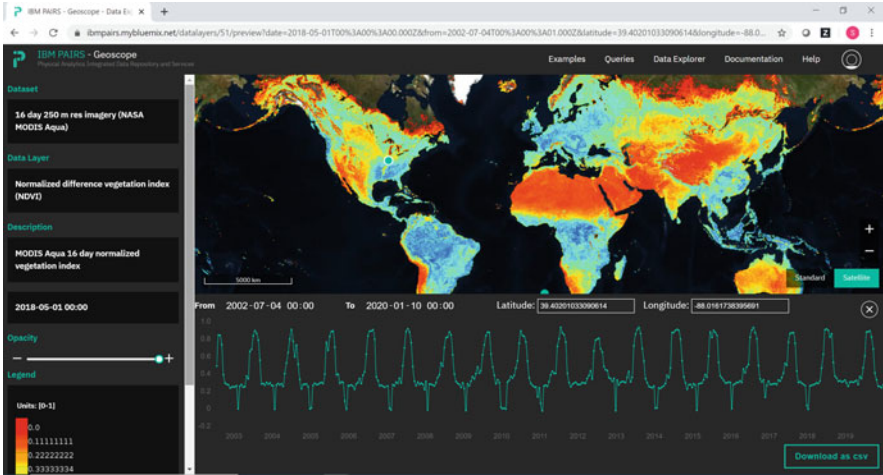 IBM PAIRS - Geoscope - Data Ex
ibmpairs.mybluemix.net/datalayers/51/preview?date=2018-05-01T00%3A00%3A00.000Z&from=2002-07-04T00%3A00%3A01.000Z&latitude=39.40201033090614&longitude=-88.0...
IBM PAIRS - Geoscope
Physical Analytics Integrated Data Repository and Services
Examples Queries Data Explorer Documentation Help
Dataset
16 day 250 m res imagery (NASA
MODIS Aqua)
Data Layer
Normalized difference vegetation index
(NDVI)
Description
MODIS Aqua 16 day normalized
vegetation index
2018-05-01 00:00
Opacity
Legend
Units: [0-1]
0.0
0.11111111
0.22222222
0.33333334
5000 km
Standard Satellite
From 2002-07-04 00:00 To 2020-01-10 00:00 Latitude: 39.40201033090614 Longitude: -88.0161738395691
1.0
0.8
0.6
0.4
0.2
0
-0.2
2003 2004 2005 2006 2007 2008 2009 2010 2011 2012 2013 2014 2015 2016 2017 2018 2019
Download as csv